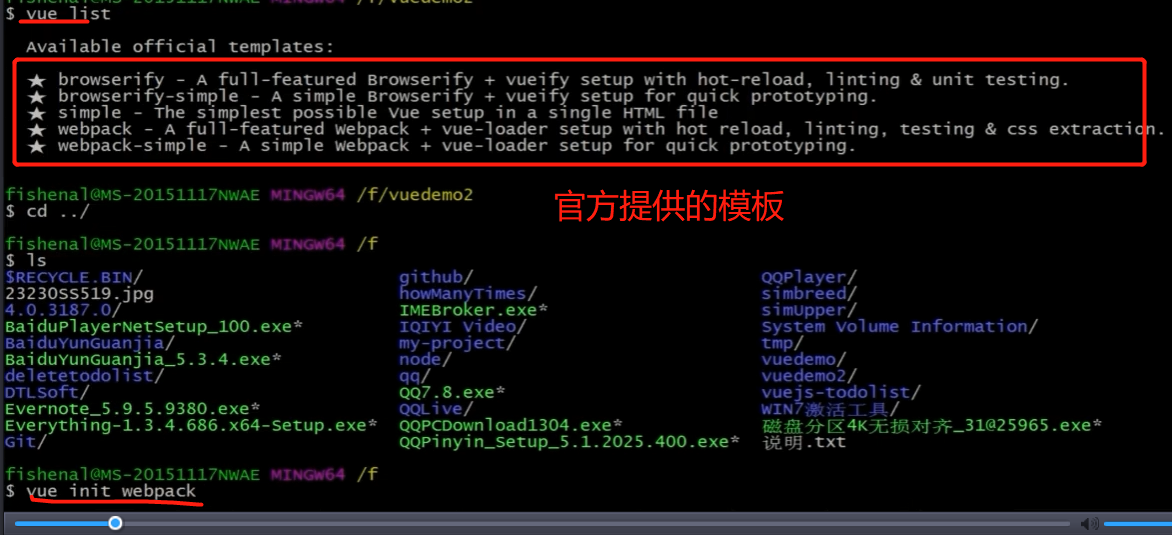 fishenal@MS-20151117NWAE MINGW64 /f/vuedemo2
$ vue list
Available official templates:
★ browserify - A full-featured Browserify + vueify setup with hot-reload, linting & unit testing.
★ browserify-simple - A simple Browserify + vueify setup for quick prototyping.
★ simple - The simplest possible Vue setup in a single HTML file
★ webpack - A full-featured Webpack + vue-loader setup with hot reload, linting, testing & css extraction.
★ webpack-simple - A simple Webpack + vue-loader setup for quick prototyping.
fishenal@MS-20151117NWAE MINGW64 /f/vuedemo2
官方提供的模板
$ cd ../
fishenal@MS-20151117NWAE MINGW64 /f
$ ls
$RECYCLE.BIN/ github/ QQPlayer/
23230SS519.jpg howManyTimes/ simbreed/
4.0.3187.0/ IMEBroker.exe* simUpper/
BaiduPlayerNetSetup_100.exe* IQIYI Video/ System Volume Information/
BaiduYunGuanjia/ my-project/ tmp/
BaiduYunGuanjia_5.3.4.exe* node/ vuedemo/
deletetodolist/ qq/ vuedemo2/
DTLSoft/ QQ7.8.exe* vuejs-todolist/
Evernote_5.9.5.9380.exe* QQLive/ WIN7激活工具/
Everything-1.3.4.686.x64-Setup.exe* QQPCDownload1304.exe* 磁盘分区4K无损对齐_31@25965.exe*
Git/ QQPinyin_Setup_5.1.2025.400.exe* 说明.txt
fishenal@MS-20151117NWAE MINGW64 /f
$ vue init webpack